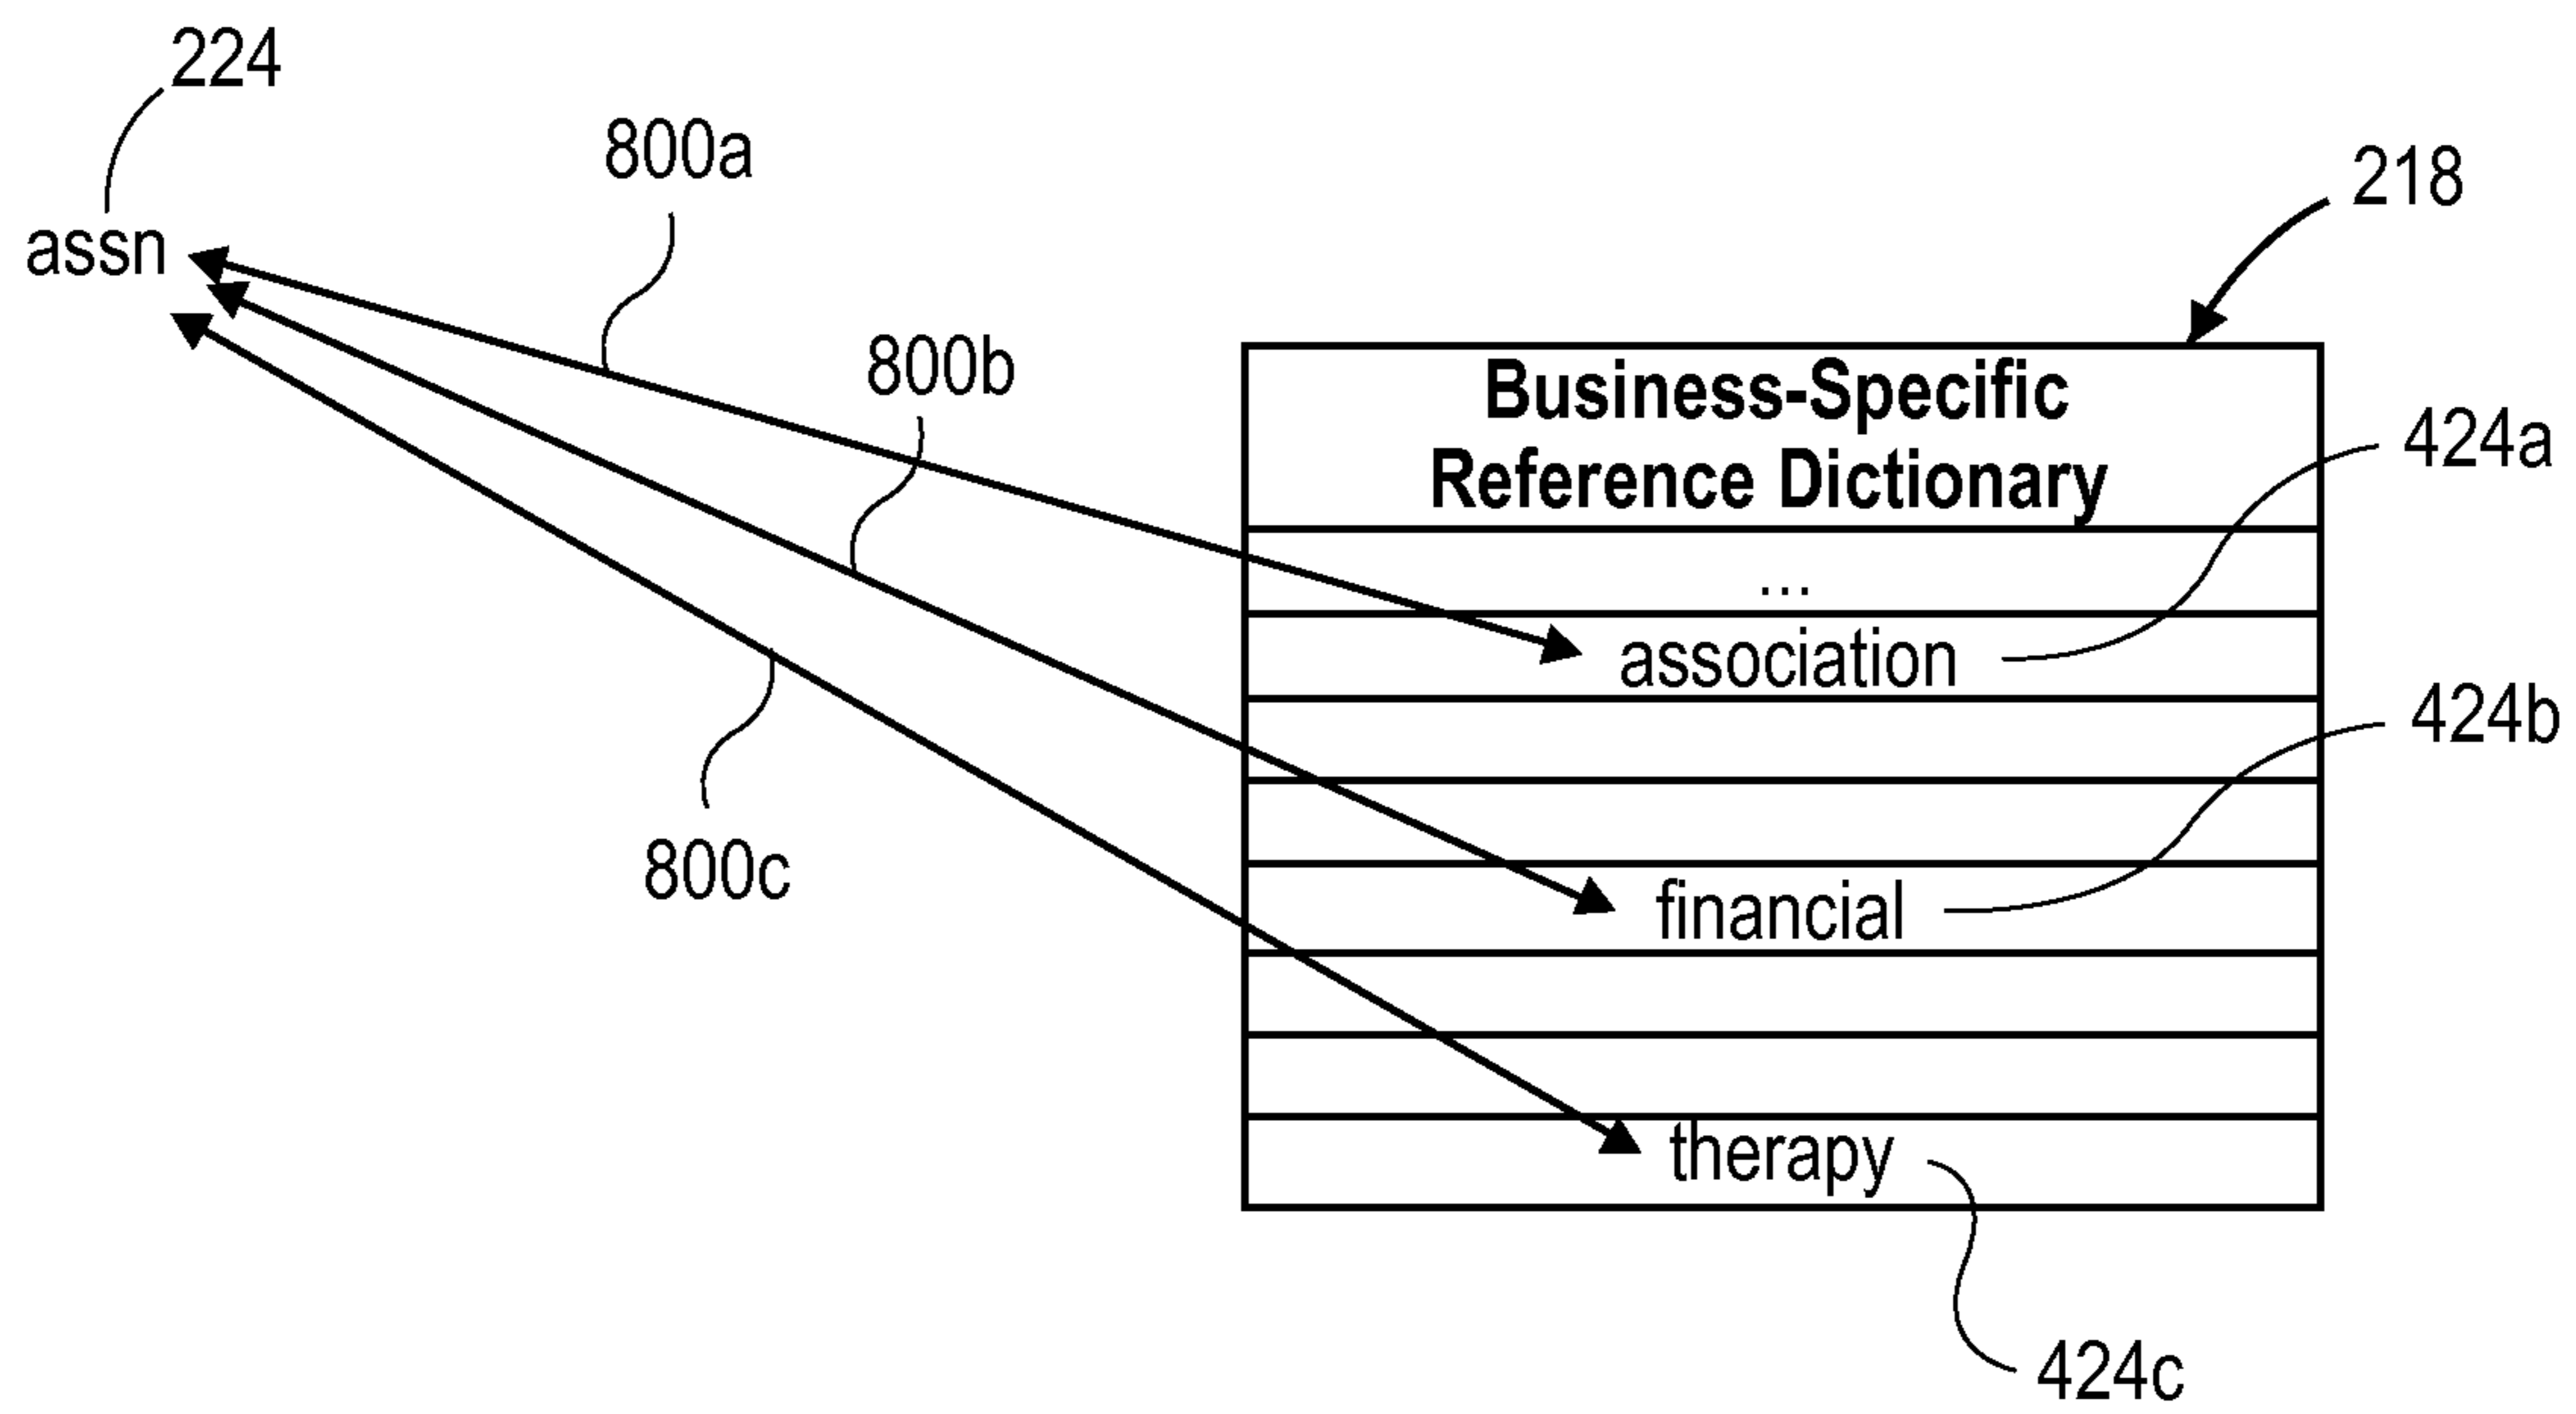 224
800a
218
assn
800b
Business-Specific
Reference Dictionary
424a
...
association
424b
800c
financial
therapy
424c